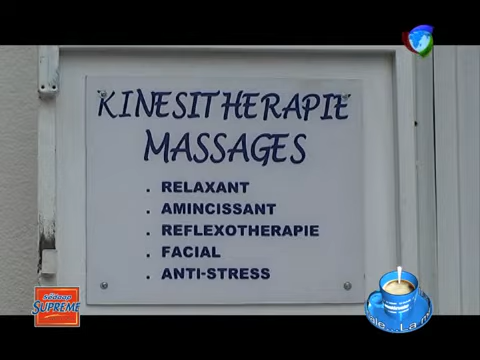 KINESITHERAPIE
MASSAGES
. RELAXANT
. AMINCISSANT
. REFLEXOTHERAPIE
. FACIAL
. ANTI-STRESS
SUPREME